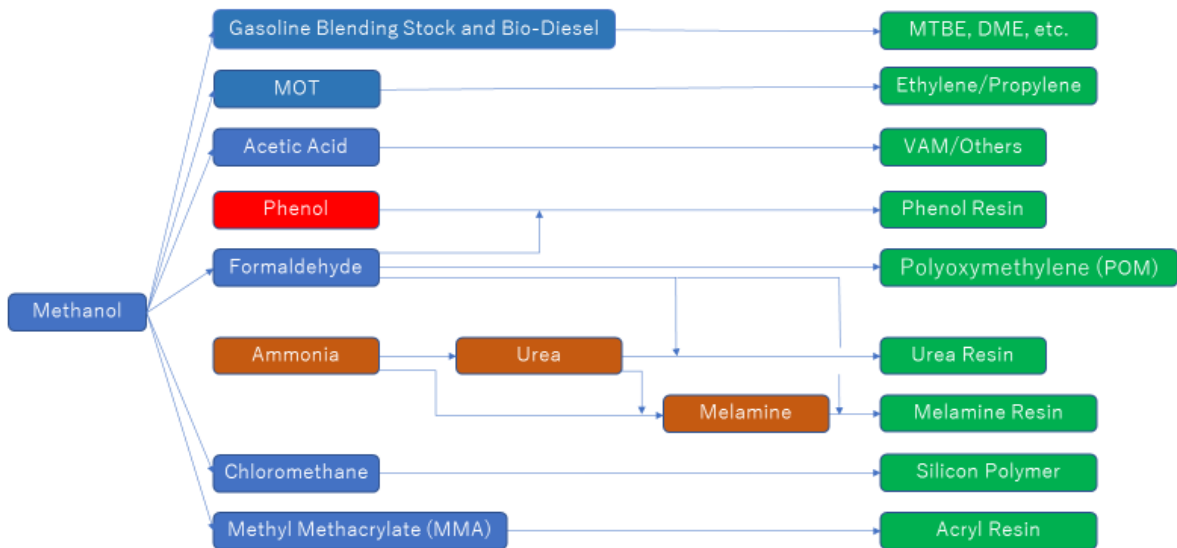 Gasoline Blending Stock and Bio-Diesel
MTBE, DME, etc.
MOT
Ethylene/Propylene
Acetic Acid
VAM/Others
Phenol
Phenol Resin
Formaldehyde
Polyoxymethylene (POM)
Methanol
Ammonia
Urea
Urea Resin
Melamine
Melamine Resin
Chloromethane
Silicon Polymer
Methyl Methacrylate (MMA)
Acryl Resin